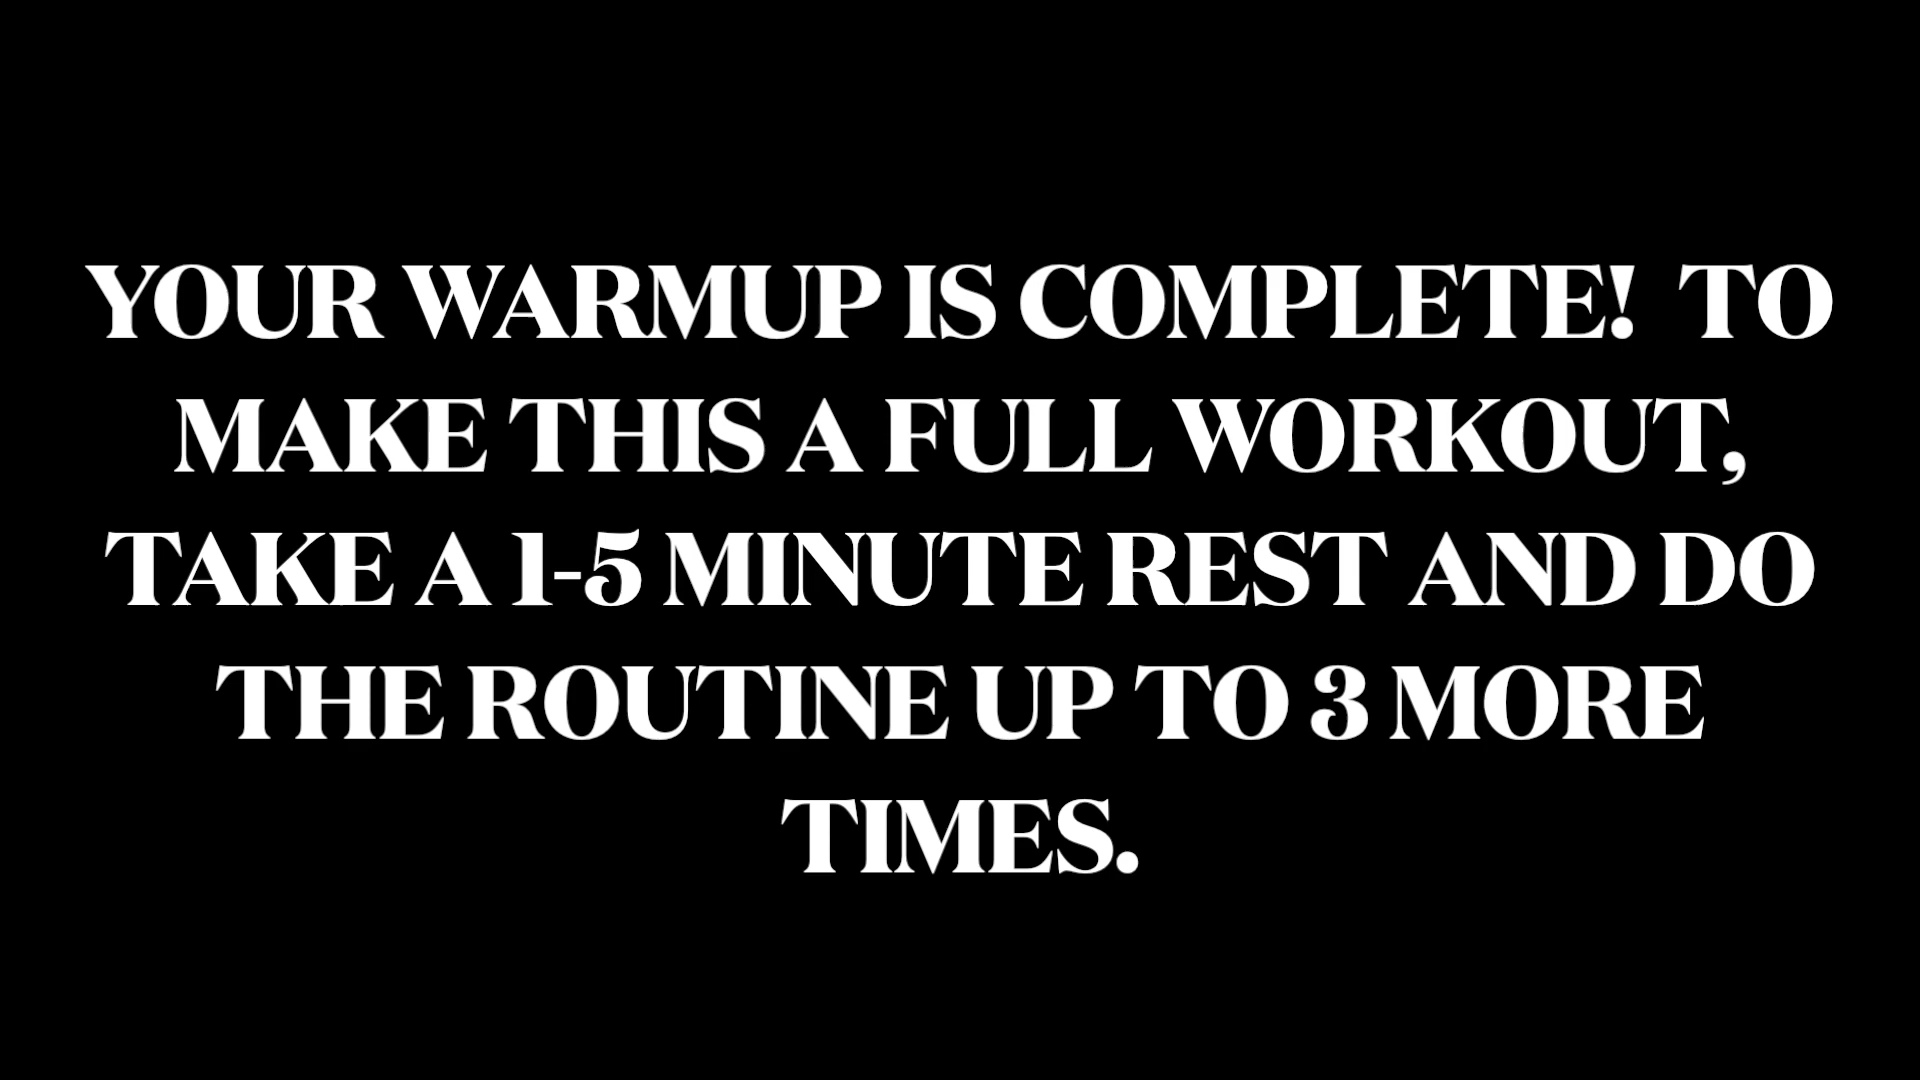 YOUR WARMUP IS COMPLETE!  TO
MAKE THIS A FULL WORKOUT,
TAKE A 1-5 MINUTE REST AND DO
THE ROUTINE UP TO 3 MORE
TIMES.